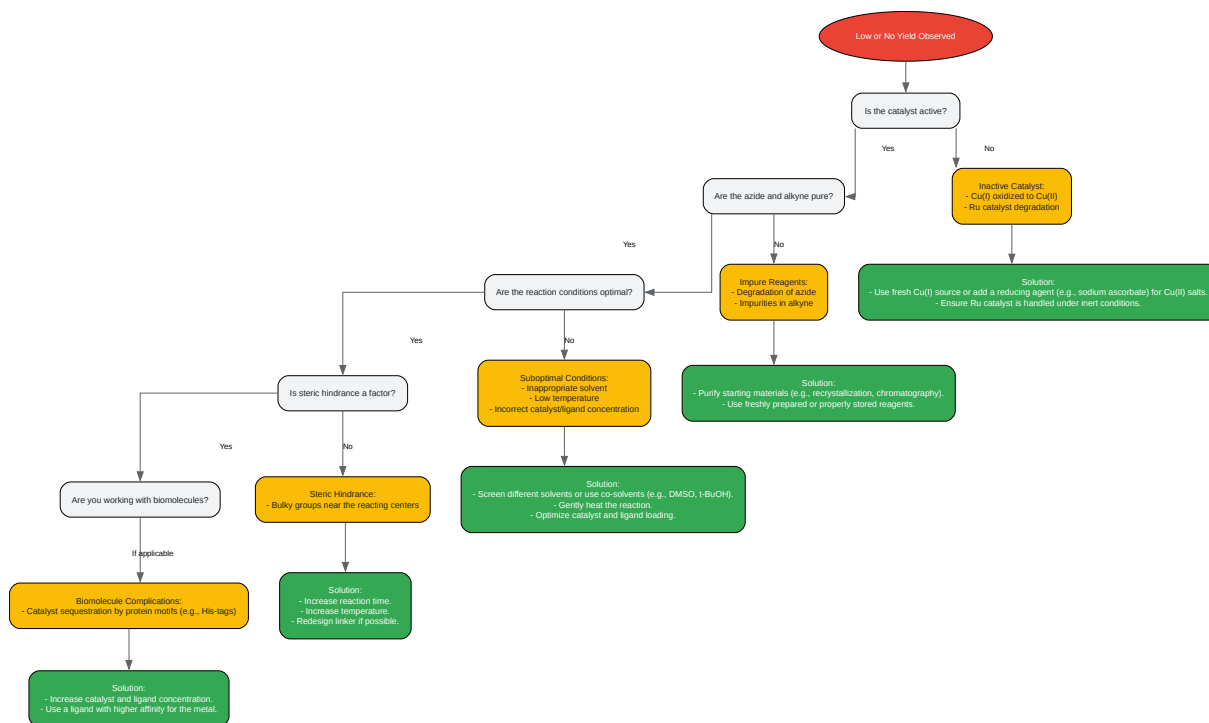 Low or No Yield Observed
Is the catalyst active?
Yes
No
Are the azide and alkyne pure?
Inactive Catalyst:
- Cu(I) oxidized to Cu(II)
- Ru catalyst degradation
Yes
No
Are the reaction conditions optimal?
Impure Reagents:
- Degradation of azide
- Impurities in alkyne
Solution:
- Use fresh Cu(I) source or add a reducing agent (e.g., sodium ascorbate) for Cu(II) salts.
- Ensure Ru catalyst is handled under inert conditions.
Yes
No
Is steric hindrance a factor?
Suboptimal Conditions:
- Inappropriate solvent
- Low temperature
- Incorrect catalyst/ligand concentration
Solution:
- Purify starting materials (e.g., recrystallization, chromatography).
- Use freshly prepared or properly stored reagents.
Yes
No
Are you working with biomolecules?
Steric Hindrance:
- Bulky groups near the reacting centers
Solution:
- Screen different solvents or use co-solvents (e.g., DMSO, t-BuOH).
- Gently heat the reaction.
- Optimize catalyst and ligand loading.
If applicable
Biomolecule Complications:
- Catalyst sequestration by protein motifs (e.g., His-tags)
Solution:
- Increase reaction time.
- Increase temperature.
- Redesign linker if possible.
Solution:
- Increase catalyst and ligand concentration.
- Use a ligand with higher affinity for the metal.